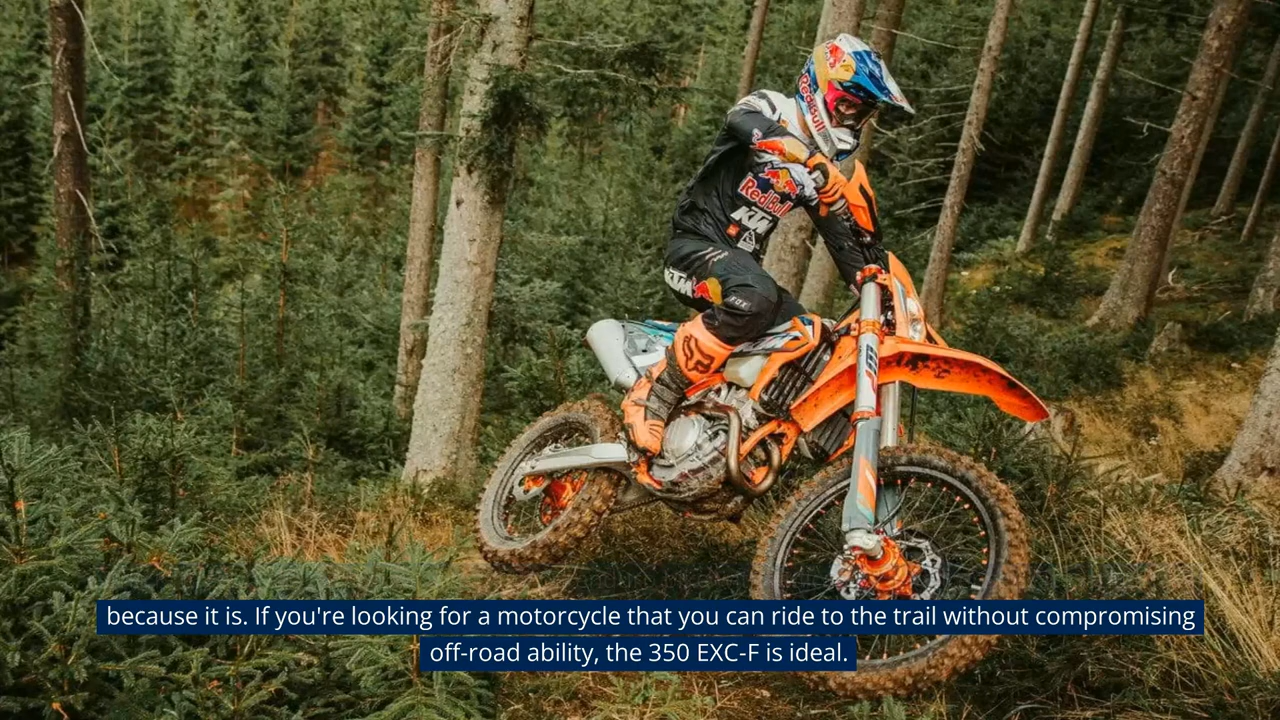 Red Bull
Red Bull
KTM
KTM
FOX
because it is. If you're looking for a motorcycle that you can ride to the trail without compromising
off-road ability, the 350 EXC-F is ideal.